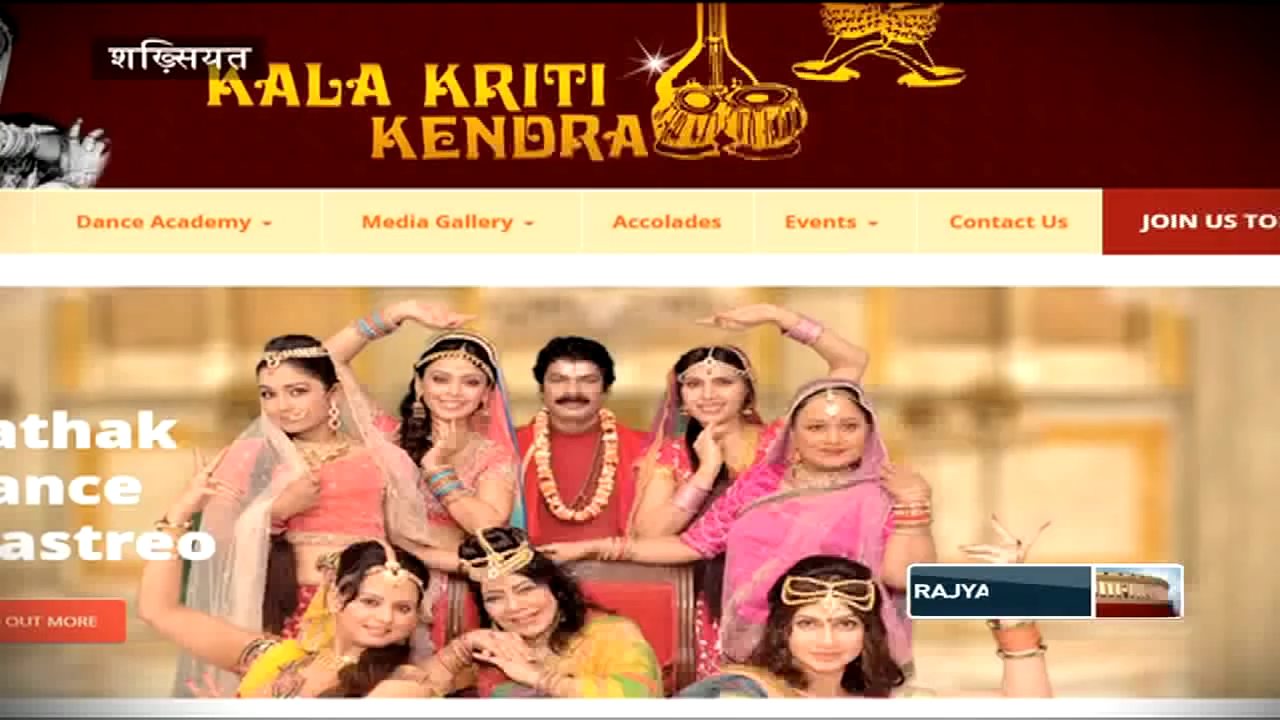 शख़्सियत
KALA KRITI
KENDRA
Dance Academy
Media Gallery
Accolades
Events
Contact Us
JOIN US TO
athak
ance
astreo
OUT MORE
RAJYA